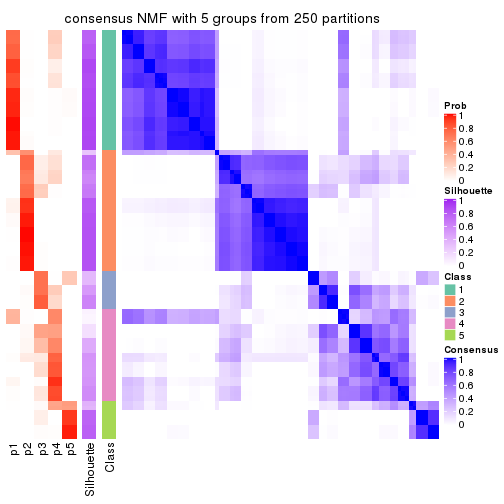 consensus NMF with 5 groups from 250 partitions
Prob
1
0.8
0.6
0.4
0.2
0
Silhouette
1
0.8
0.6
0.4
0.2
0
Class
1
2
3
4
5
Consensus
1
0.8
0.6
0.4
0.2
0
p1
p2
p3
p4
p5
Silhouette
Class